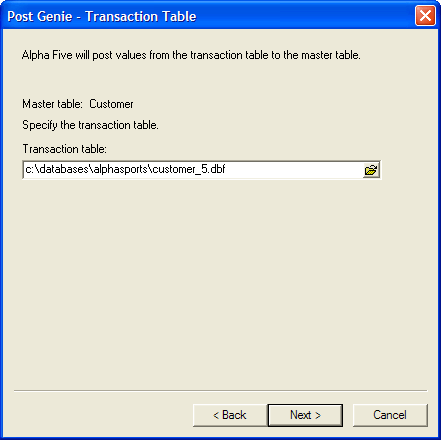 Post Genie - Transaction Table
Alpha Five will post values from the transaction table to the master table.
Master table: Customer
Specify the transaction table.
Transaction table:
c:\databases\alphasports\customer_5.dbf
< Back Next > Cancel